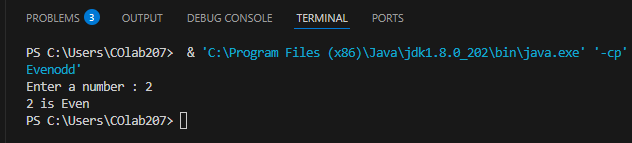 PROBLEMS 3 OUTPUT DEBUG CONSOLE TERMINAL PORTS
PS C:\Users\COlab207>  & 'C:\Program Files (x86)\Java\jdk1.8.0_202\bin\java.exe' '-cp'
Evenodd'
Enter a number : 2
2 is Even
PS C:\Users\COlab207>